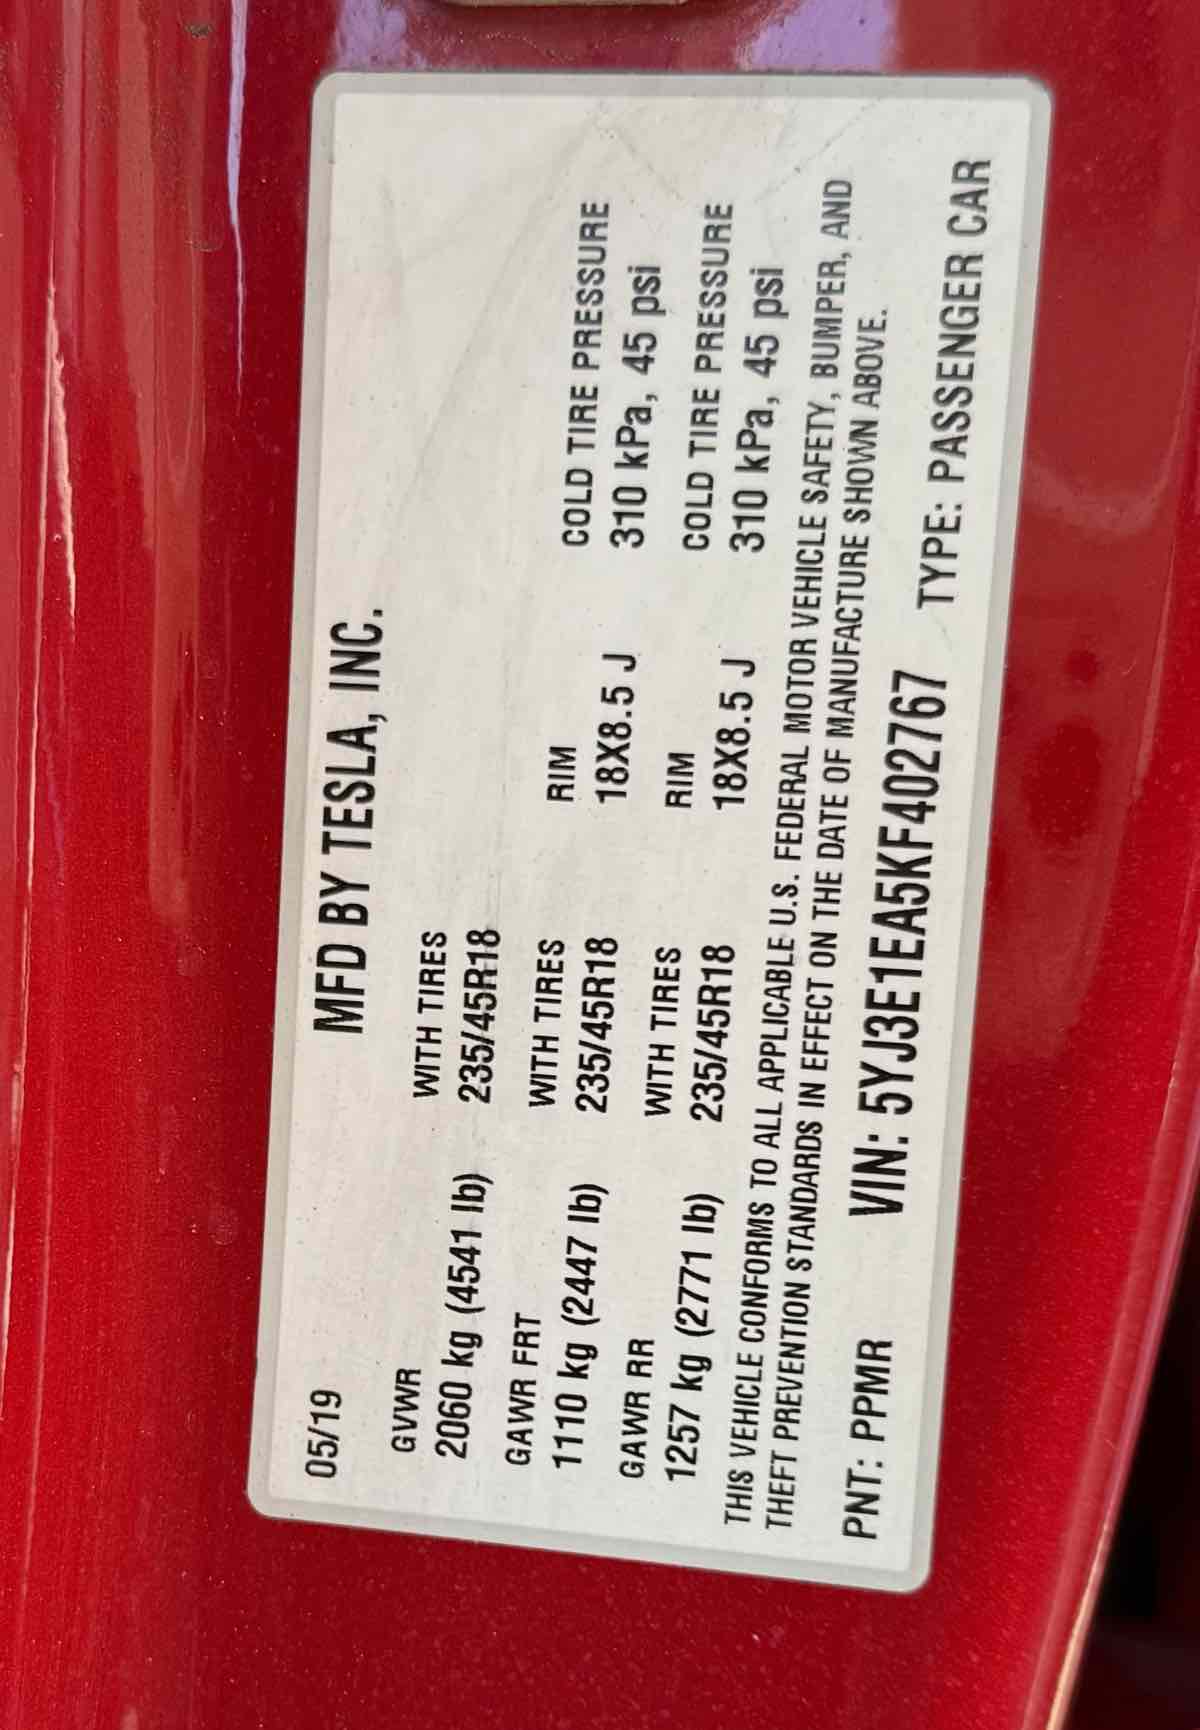 05/19 MFD BY TESLA, INC.
GVWR WITH TIRES
2060 kg (4541 lb) 235/45R18
GAWR FRT WITH TIRES RIM COLD TIRE PRESSURE
1110 kg (2447 lb) 235/45R18 18X8.5 J 310 kPa, 45 psi
GAWR RR WITH TIRES RIM COLD TIRE PRESSURE
1257 kg (2771 lb) 235/45R18 18X8.5 J 310 kPa, 45 psi
THIS VEHICLE CONFORMS TO ALL APPLICABLE U.S. FEDERAL MOTOR VEHICLE SAFETY, BUMPER, AND
THEFT PREVENTION STANDARDS IN EFFECT ON THE DATE OF MANUFACTURE SHOWN ABOVE.
PNT: PPMR VIN: 5YJ3E1EA5KF402767 TYPE: PASSENGER CAR